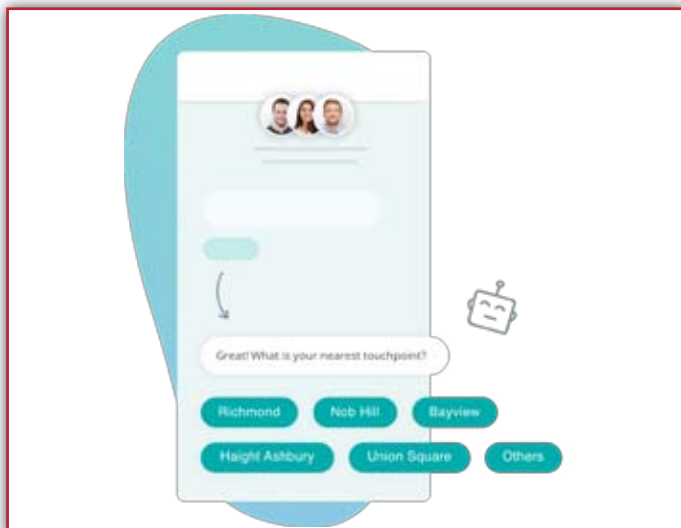 Great! What is your nearest touchpoint?
Richmond Nob Hill Bayview
Haight Ashbury Union Square Others